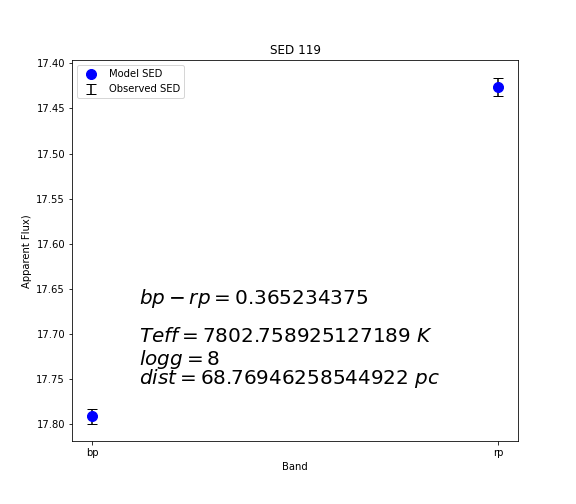 SED 119
17.40
Model SED
Observed SED
17.45
17.50
17.55
17.60
17.65
17.70
17.75
17.80
Apparent Flux)
bp − rp = 0.365234375
Teff = 7802.758925127189 K
logg = 8
dist = 68.76946258544922 pc
bp
rp
Band